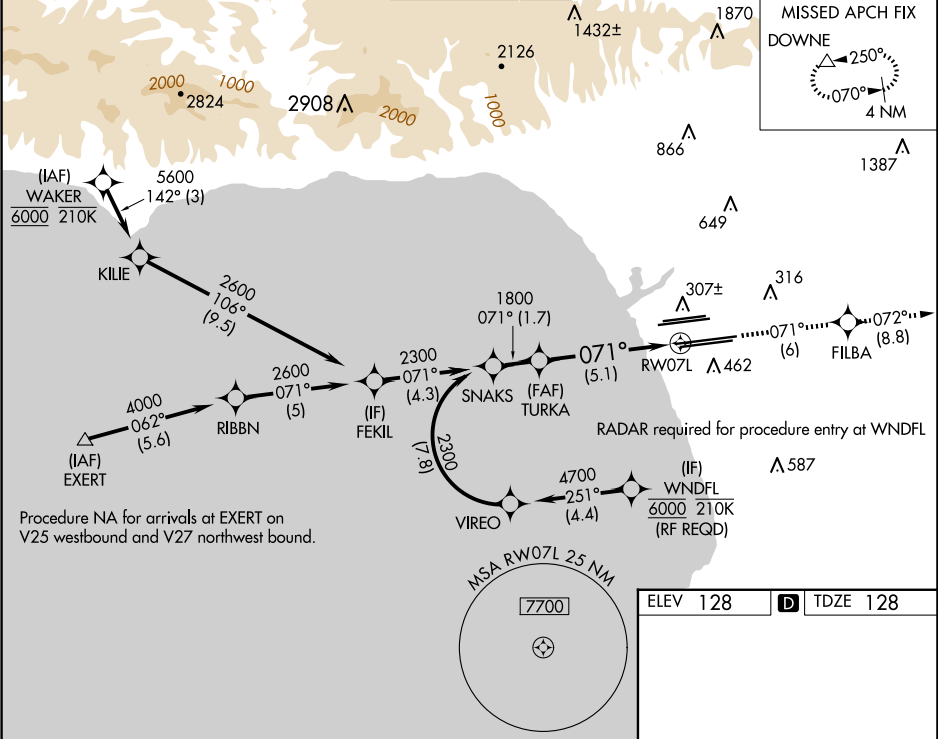 1432±
1870
MISSED APCH FIX
DOWNE
250°
070°
4 NM
2126
2000
1000
2824
2908
2000
1000
866
1387
649
(IAF)
WAKER
6000 210K
5600
142° (3)
KILIE
2600
106°
(9.5)
307±
316
1800
071° (1.7)
071°
(6)
072°
(8.8)
FILBA
RW07L
462
2300
071°
(4.3)
071°
(5.1)
SNAKS
(FAF)
TURKA
2600
071°
(5)
(IF)
FEKIL
4000
062°
(5.6)
RIBBN
(IAF)
EXERT
2300
(7.8)
RADAR required for procedure entry at WNDFL
587
4700
251°
(4.4)
(IF)
WNDFL
6000 210K
(RF REQD)
VIREO
Procedure NA for arrivals at EXERT on
V25 westbound and V27 northwest bound.
MSA RW07L 25 NM
7700
ELEV 128 D TDZE 128